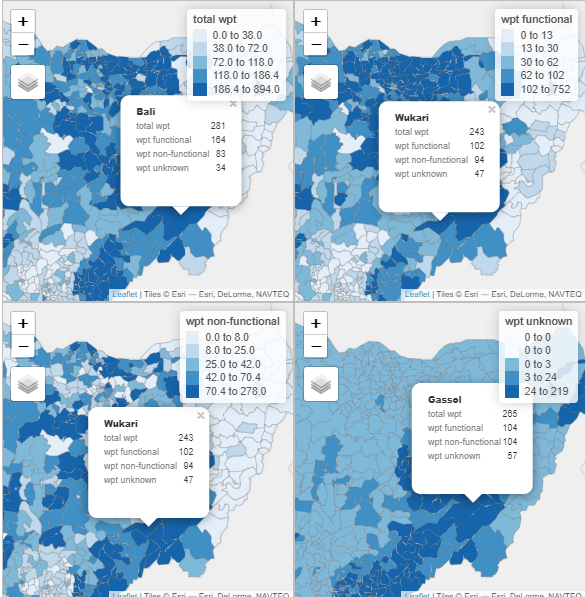 +
−
total wpt
0.0 to 38.0
38.0 to 72.0
72.0 to 118.0
118.0 to 186.4
186.4 to 894.0
×
Bali
total wpt 281
wpt functional 164
wpt non-functional 83
wpt unknown 34
Leaflet | Tiles © Esri — Esri, DeLorme, NAVTEQ
+
−
wpt functional
0 to 13
13 to 30
30 to 62
62 to 102
102 to 752
×
Wukari
total wpt 243
wpt functional 102
wpt non-functional 94
wpt unknown 47
Leaflet | Tiles © Esri — Esri, DeLorme, NAVTEQ
+
−
wpt non-functional
0.0 to 8.0
8.0 to 25.0
25.0 to 42.0
42.0 to 70.4
70.4 to 278.0
×
Wukari
total wpt 243
wpt functional 102
wpt non-functional 94
wpt unknown 47
Leaflet | Tiles © Esri — Esri, DeLorme, NAVTEQ
+
−
wpt unknown
0 to 0
0 to 0
0 to 3
3 to 24
24 to 219
Gassol
total wpt 265
wpt functional 104
wpt non-functional 104
wpt unknown 57
Leaflet | Tiles © Esri — Esri, DeLorme, NAVTEQ